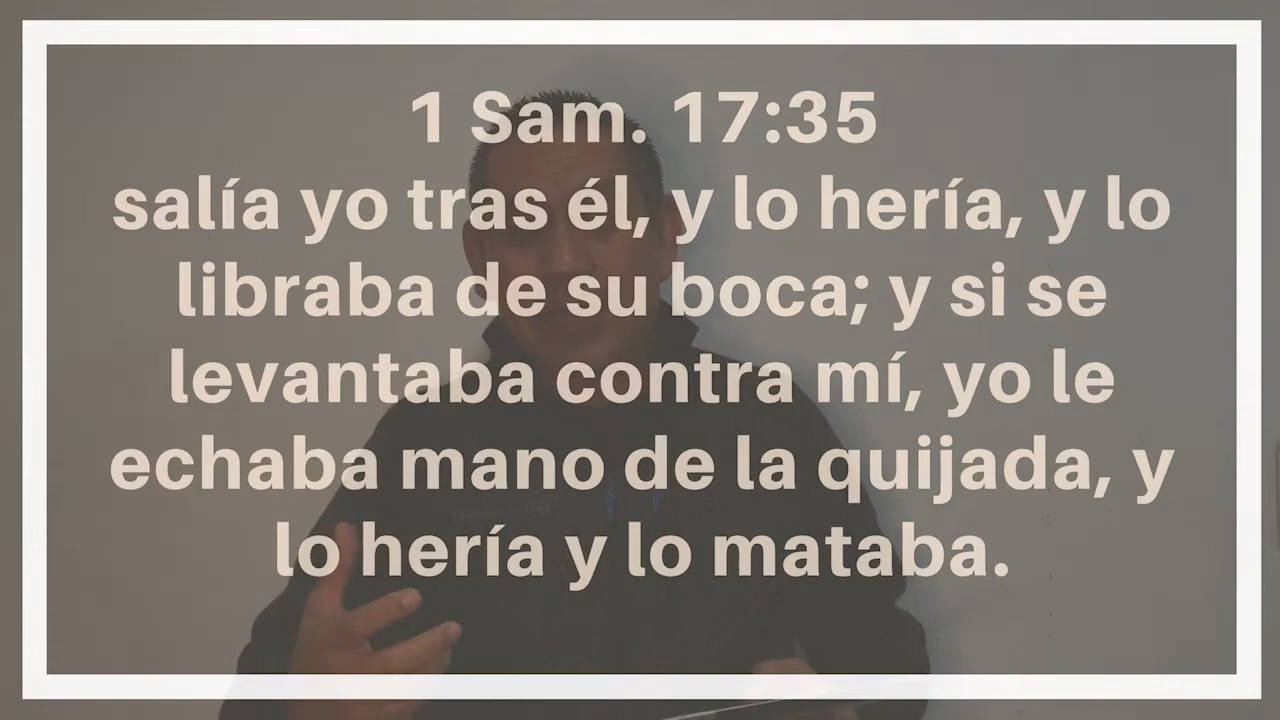 1 Sam. 17:35
salía yo tras él, y lo hería, y lo
libraba de su boca; y si se
levantaba contra mí, yo le
echaba mano de la quijada, y
lo hería y lo mataba.